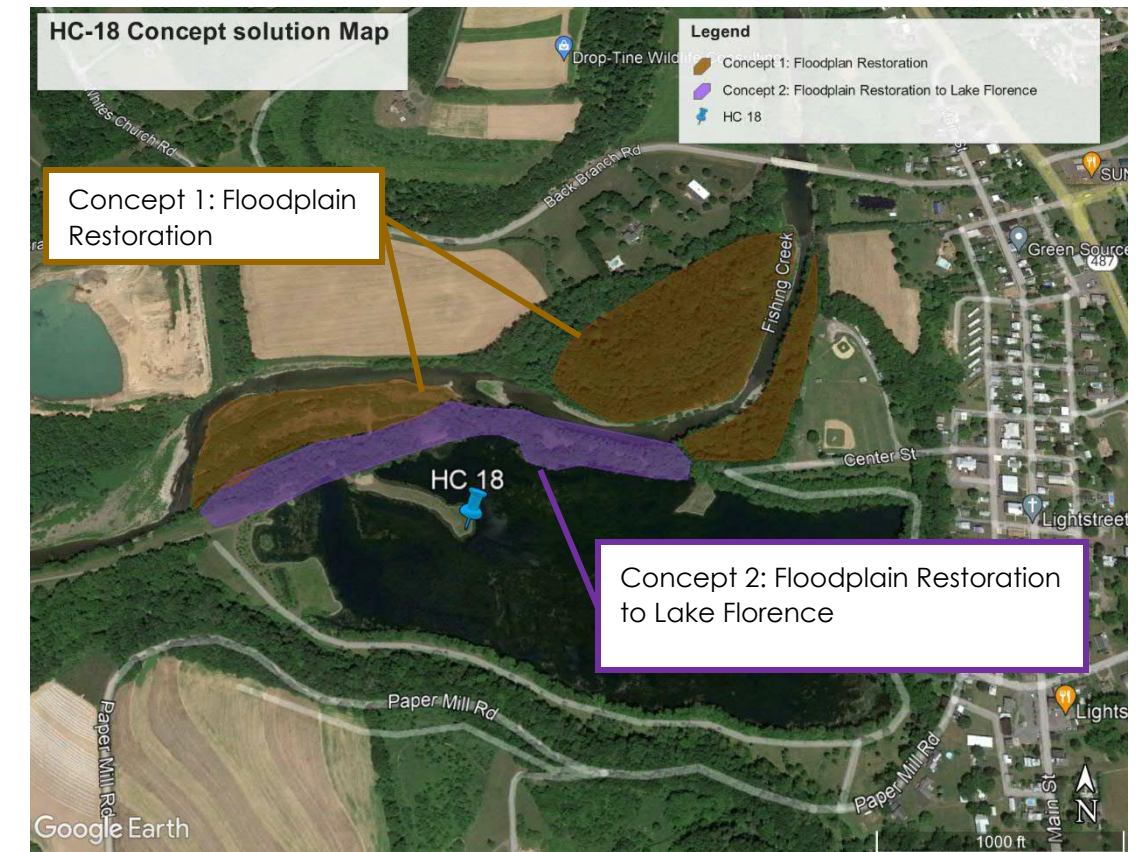 HC-18 Concept solution Map
Legend
Concept 1: Floodplan Restoration
Concept 2: Floodplain Restoration to Lake Florence
HC 18
Drop-Tine Wildlife
Whites Church Rd
Back Branch Rd
SUN
Concept 1: Floodplain
Restoration
Green Source
487
Fishing Creek
Center St
HC 18
Lightstreet
Concept 2: Floodplain Restoration
to Lake Florence
Paper Mill Rd
Paper Mill Rd
Lights
Paper Mill Rd
Main St
N
Google Earth
1000 ft